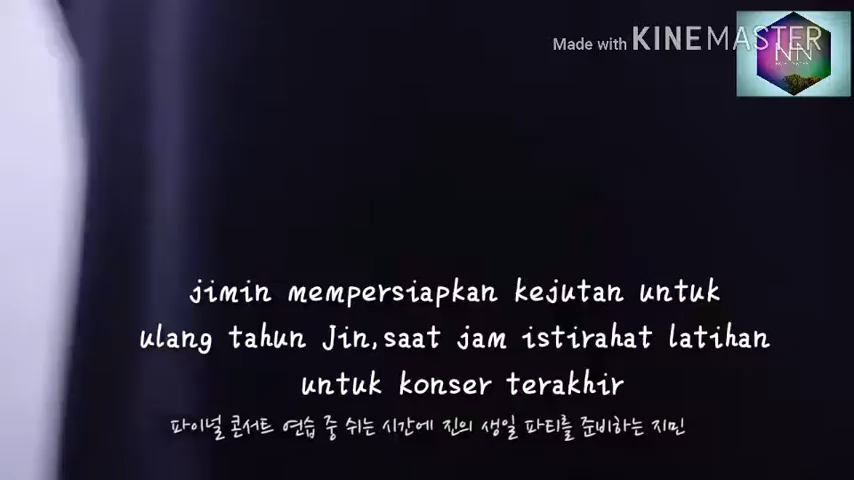 Made with KINEMASTER
NN
jimin mempersiapkan kejutan untuk
ulang tahun Jin,saat jam istirahat latihan
untuk konser terakhir
파이널 콘서트 연습 중 쉬는 시간에 진의 생일 파티를 준비하는 지민